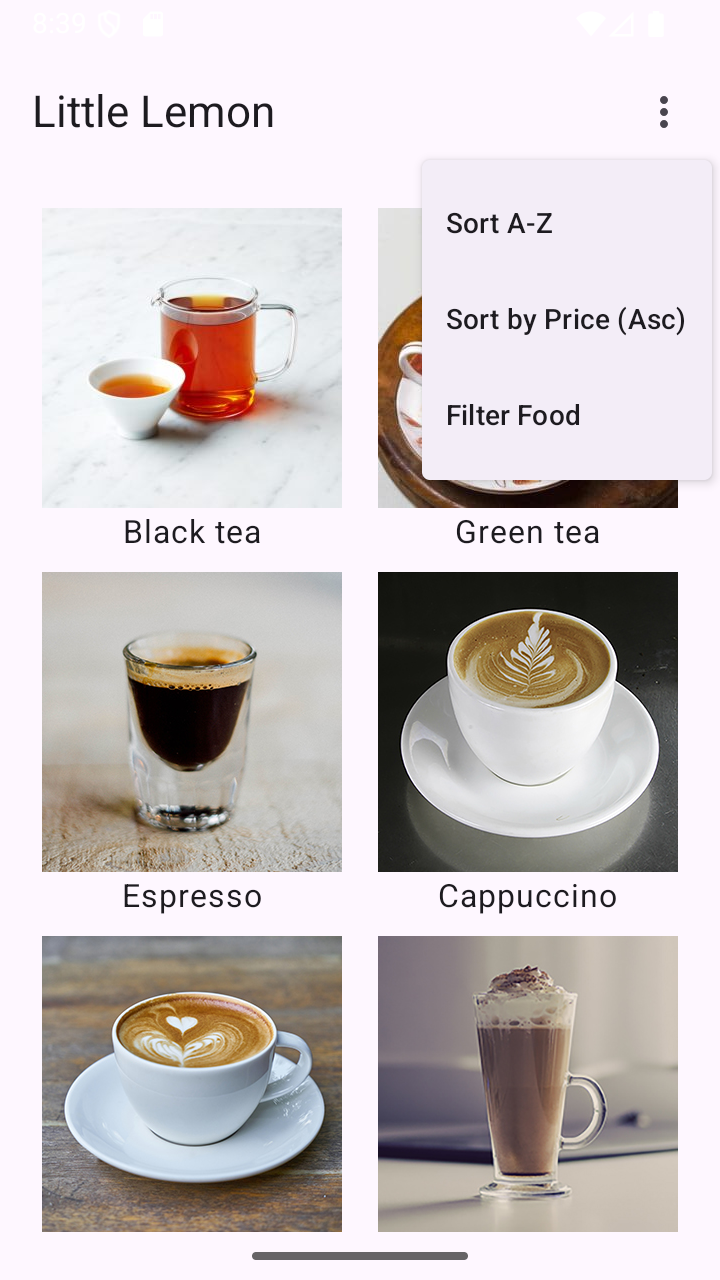 8:39
Little Lemon
Sort A-Z
Sort by Price (Asc)
Filter Food
Black tea
Green tea
Espresso
Cappuccino